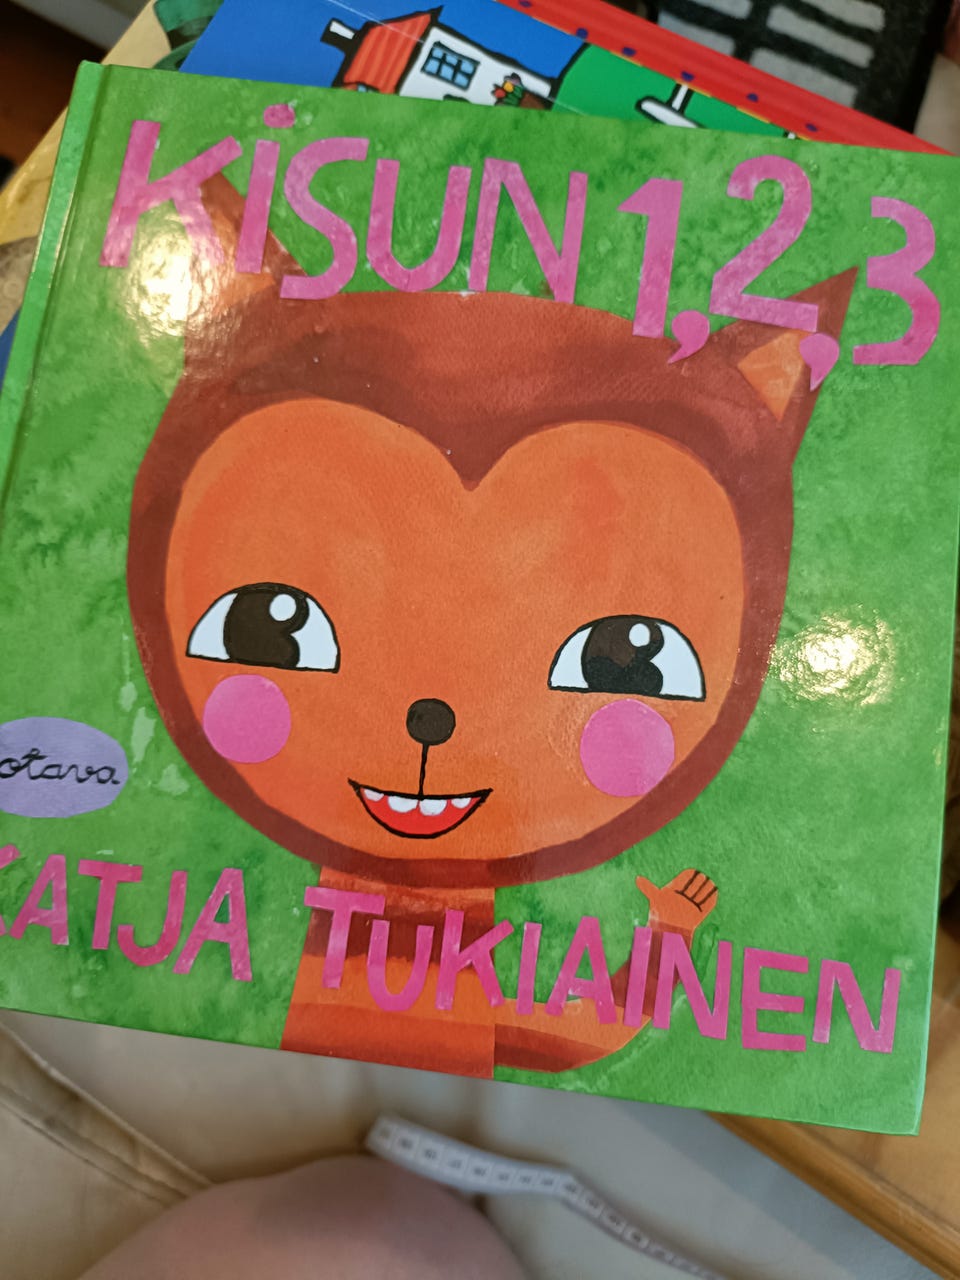 KiSUN 1,2,3
otava
KATJA TUKIAINEN